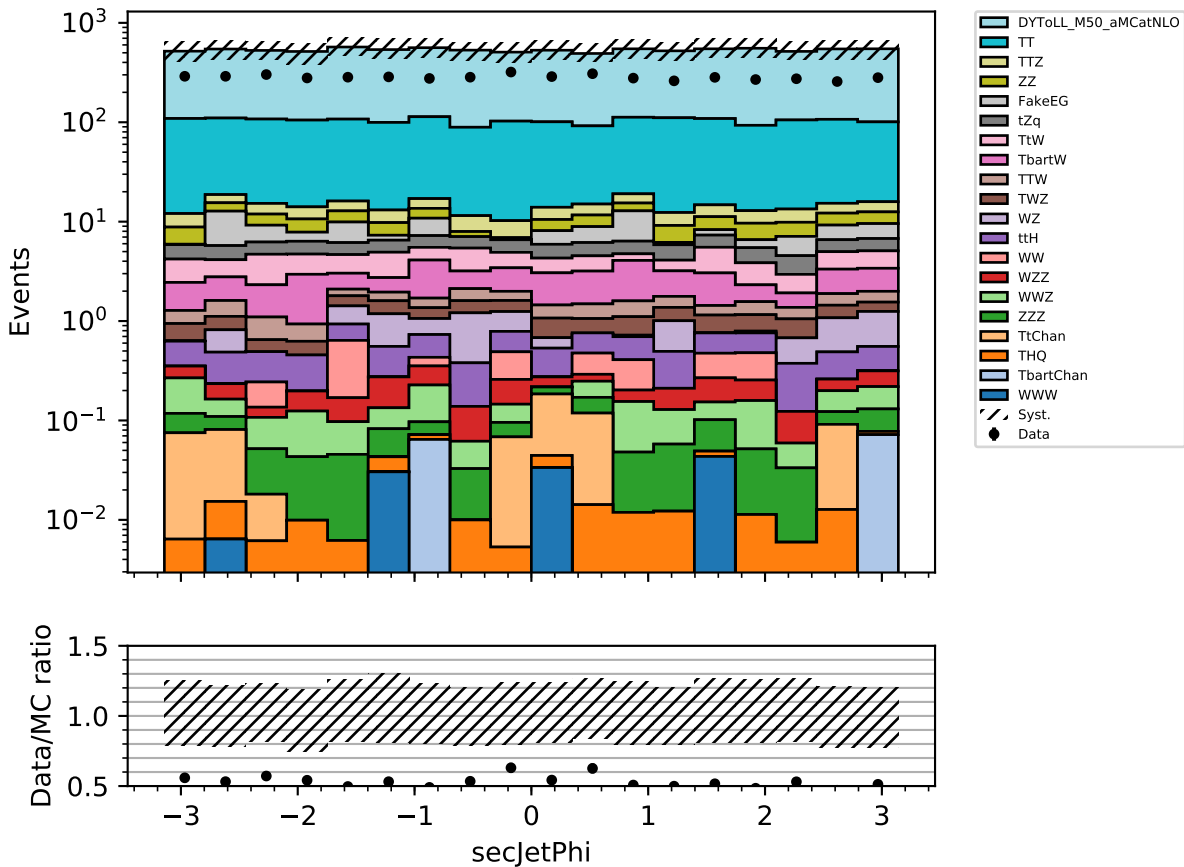 10³
10²
10¹
10⁰
10⁻¹
10⁻²
Events
DYToLL_M50_aMCatNLO
TT
TTZ
ZZ
FakeEG
tZq
TtW
TbartW
TTW
TWZ
WZ
ttH
WW
WZZ
WWZ
ZZZ
TtChan
THQ
TbartChan
WWW
Syst.
Data
1.5
1.0
0.5
Data/MC ratio
−3 −2 −1 0 1 2 3
secJetPhi